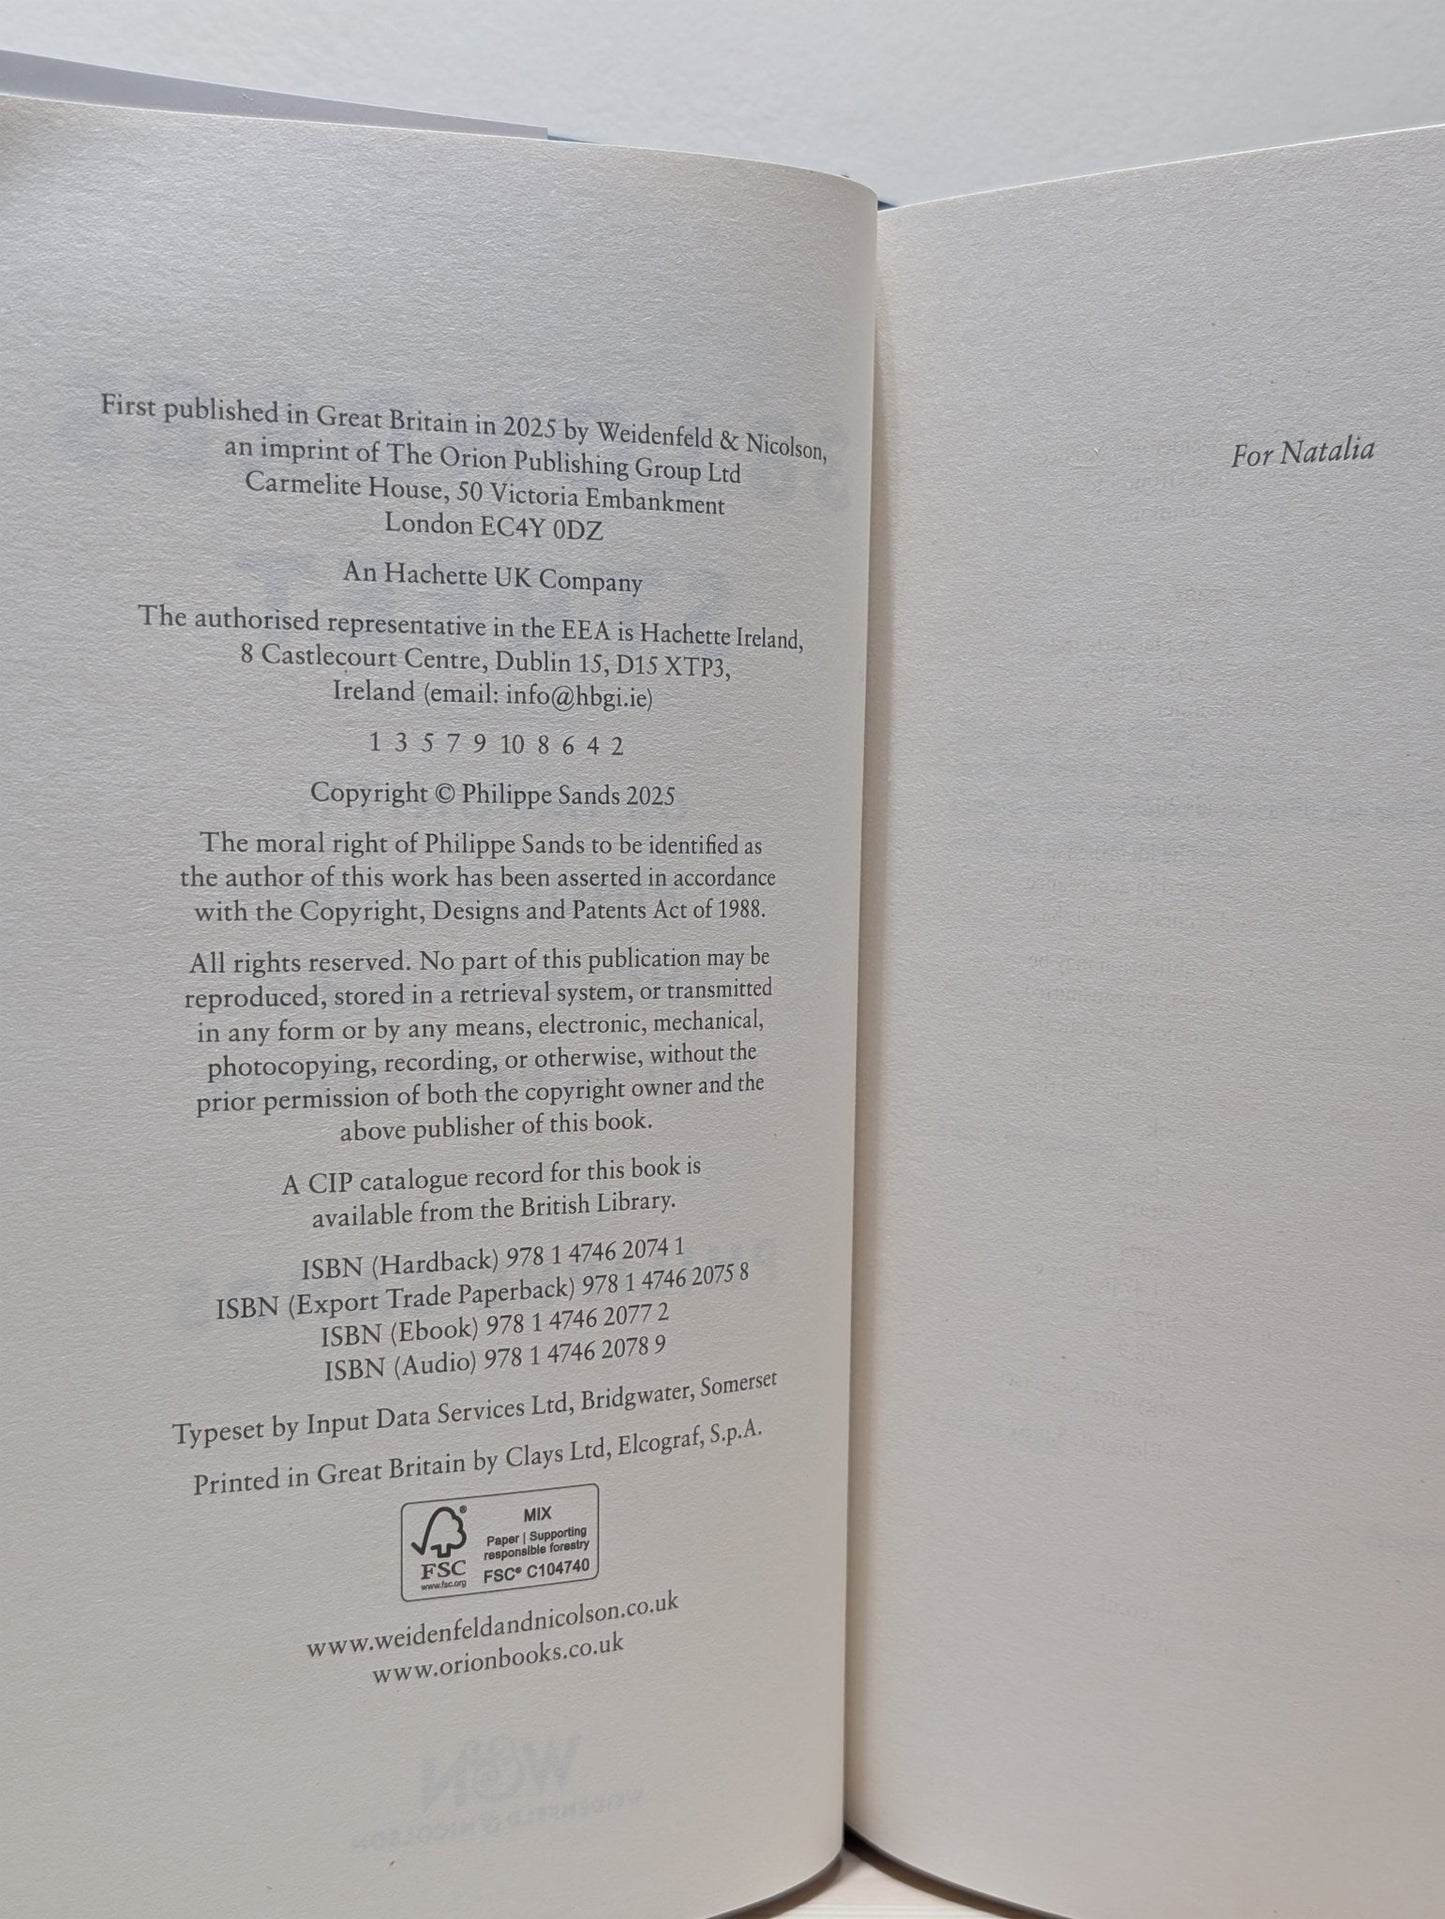 First published in Great Britain in 2025 by Weidenfeld & Nicolson,
an imprint of The Orion Publishing Group Ltd
Carmelite House, 50 Victoria Embankment
London EC4Y 0DZ
An Hachette UK Company
The authorised representative in the EEA is Hachette Ireland,
8 Castlecourt Centre, Dublin 15, D15 XTP3,
Ireland (email: info@hbgi.ie)
1 3 5 7 9 10 8 6 4 2
Copyright © Philippe Sands 2025
The moral right of Philippe Sands to be identified as
the author of this work has been asserted in accordance
with the Copyright, Designs and Patents Act of 1988.
All rights reserved. No part of this publication may be
reproduced, stored in a retrieval system, or transmitted
in any form or by any means, electronic, mechanical,
photocopying, recording, or otherwise, without the
prior permission of both the copyright owner and the
above publisher of this book.
A CIP catalogue record for this book is
available from the British Library.
ISBN (Hardback) 978 1 4746 2074 1
ISBN (Export Trade Paperback) 978 1 4746 2075 8
ISBN (Ebook) 978 1 4746 2077 2
ISBN (Audio) 978 1 4746 2078 9
Typeset by Input Data Services Ltd, Bridgwater, Somerset
Printed in Great Britain by Clays Ltd, Elcograf, S.p.A.
FSC®
www.fsc.org
MIX
Paper | Supporting
responsible forestry
FSC® C104740
www.weidenfeldandnicolson.co.uk
www.orionbooks.co.uk
W&N
WEIDENFELD & NICOLSON
For Natalia